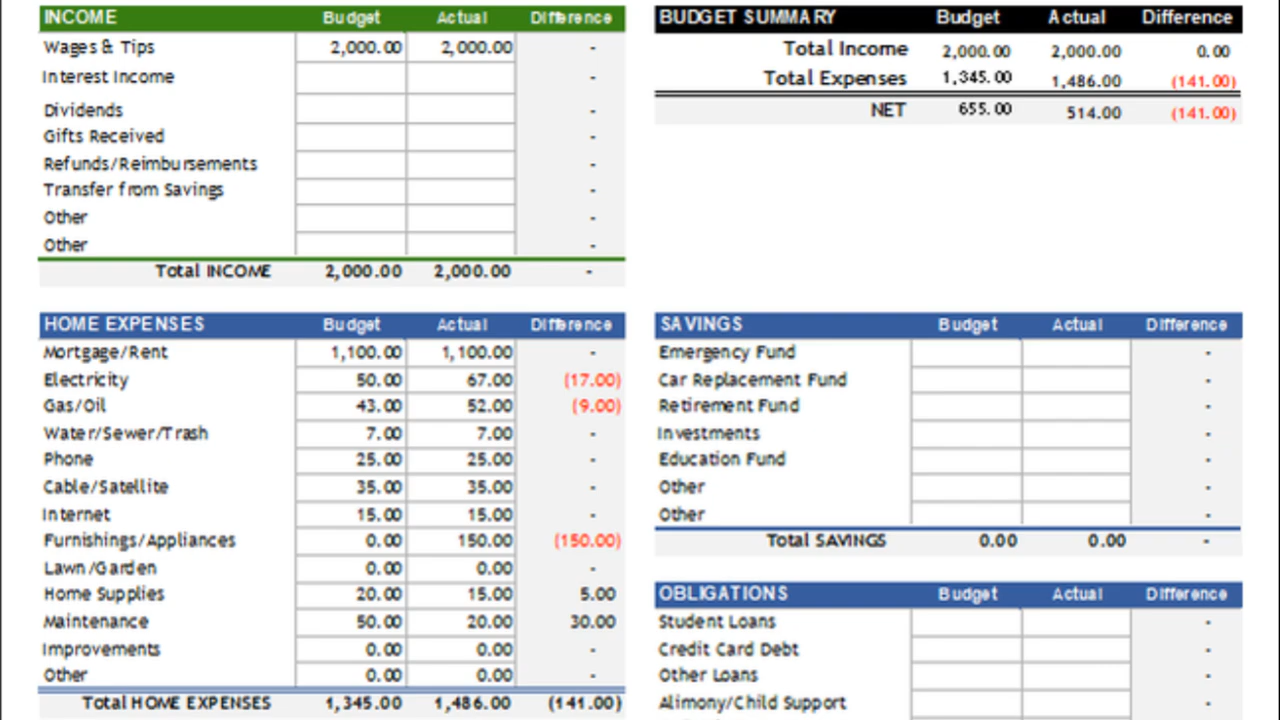 INCOME Budget Actual Difference
Wages & Tips 2,000.00 2,000.00 -
Interest Income -
Dividends -
Gifts Received -
Refunds/Reimbursements -
Transfer from Savings -
Other -
Other -
Total INCOME 2,000.00 2,000.00 -
BUDGET SUMMARY Budget Actual Difference
Total Income 2,000.00 2,000.00 0.00
Total Expenses 1,345.00 1,486.00 (141.00)
NET 655.00 514.00 (141.00)
HOME EXPENSES Budget Actual Difference
Mortgage/Rent 1,100.00 1,100.00 -
Electricity 50.00 67.00 (17.00)
Gas/Oil 43.00 52.00 (9.00)
Water/Sewer/Trash 7.00 7.00 -
Phone 25.00 25.00 -
Cable/Satellite 35.00 35.00 -
Internet 15.00 15.00 -
Furnishings/Appliances 0.00 150.00 (150.00)
Lawn/Garden 0.00 0.00 -
Home Supplies 20.00 15.00 5.00
Maintenance 50.00 20.00 30.00
Improvements 0.00 0.00 -
Other 0.00 0.00 -
Total HOME EXPENSES 1,345.00 1,486.00 (141.00)
SAVINGS Budget Actual Difference
Emergency Fund -
Car Replacement Fund -
Retirement Fund -
Investments -
Education Fund -
Other -
Other -
Total SAVINGS 0.00 0.00 -
OBLIGATIONS Budget Actual Difference
Student Loans -
Credit Card Debt -
Other Loans -
Alimony/Child Support -